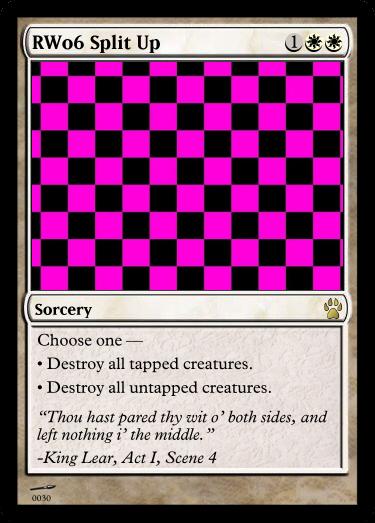 RWo6 Split Up
1
Sorcery
Choose one —
• Destroy all tapped creatures.
• Destroy all untapped creatures.
“Thou hast pared thy wit o’ both sides, and
left nothing i’ the middle.”
-King Lear, Act I, Scene 4
0030